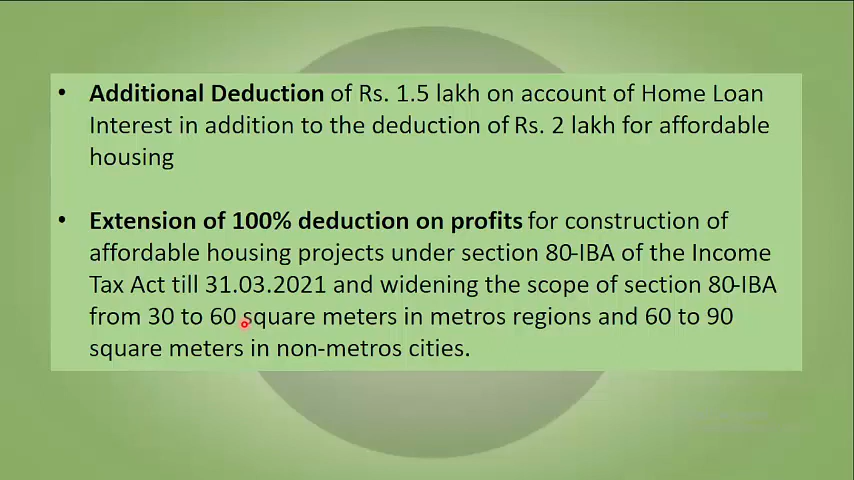 • Additional Deduction of Rs. 1.5 lakh on account of Home Loan
Interest in addition to the deduction of Rs. 2 lakh for affordable
housing
• Extension of 100% deduction on profits for construction of
affordable housing projects under section 80-IBA of the Income
Tax Act till 31.03.2021 and widening the scope of section 80-IBA
from 30 to 60 square meters in metros regions and 60 to 90
square meters in non-metros cities.